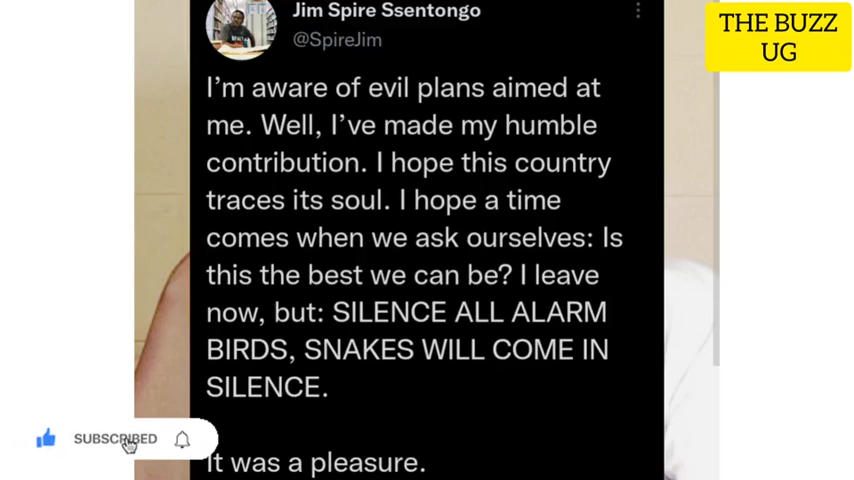 Jim Spire Ssentongo
@SpireJim
THE BUZZ
UG
I'm aware of evil plans aimed at
me. Well, I've made my humble
contribution. I hope this country
traces its soul. I hope a time
comes when we ask ourselves: Is
this the best we can be? I leave
now, but: SILENCE ALL ALARM
BIRDS, SNAKES WILL COME IN
SILENCE.
SUBSCRIBED
It was a pleasure.